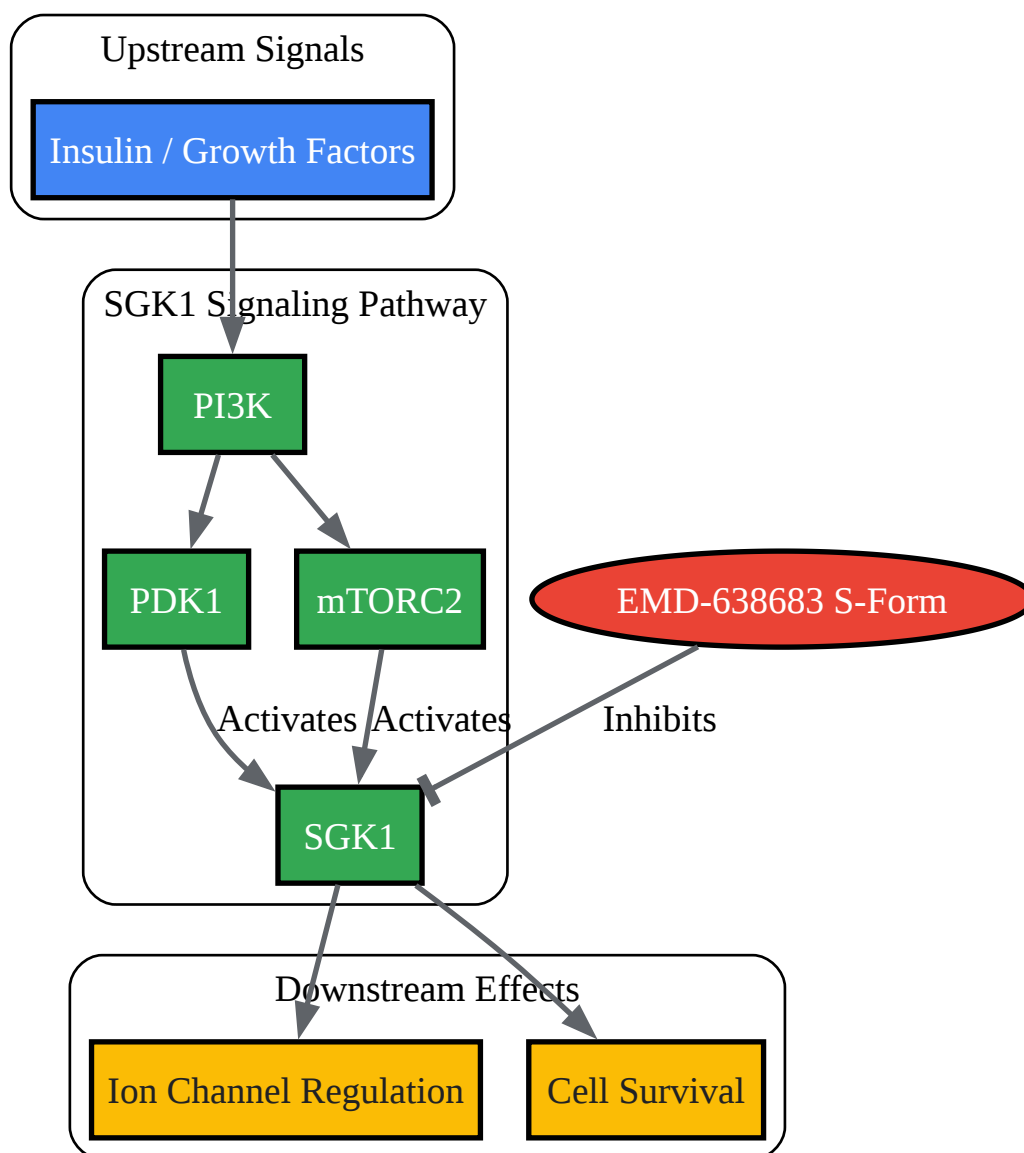 Upstream Signals
Insulin / Growth Factors
SGK1 Signaling Pathway
PI3K
PDK1
mTORC2
EMD-638683 S-Form
Activates
Activates
Inhibits
SGK1
Downstream Effects
Ion Channel Regulation
Cell Survival